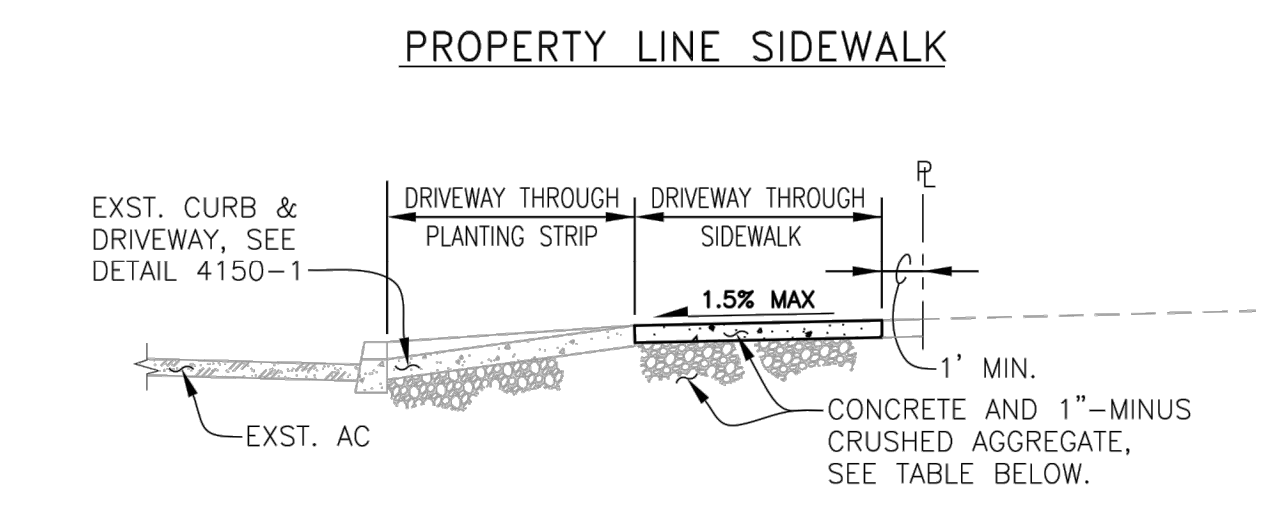 PROPERTY LINE SIDEWALK
PL
EXST. CURB &
DRIVEWAY, SEE
DETAIL 4150-1
DRIVEWAY THROUGH
PLANTING STRIP
DRIVEWAY THROUGH
SIDEWALK
1.5% MAX
1' MIN.
EXST. AC
CONCRETE AND 1"-MINUS
CRUSHED AGGREGATE,
SEE TABLE BELOW.